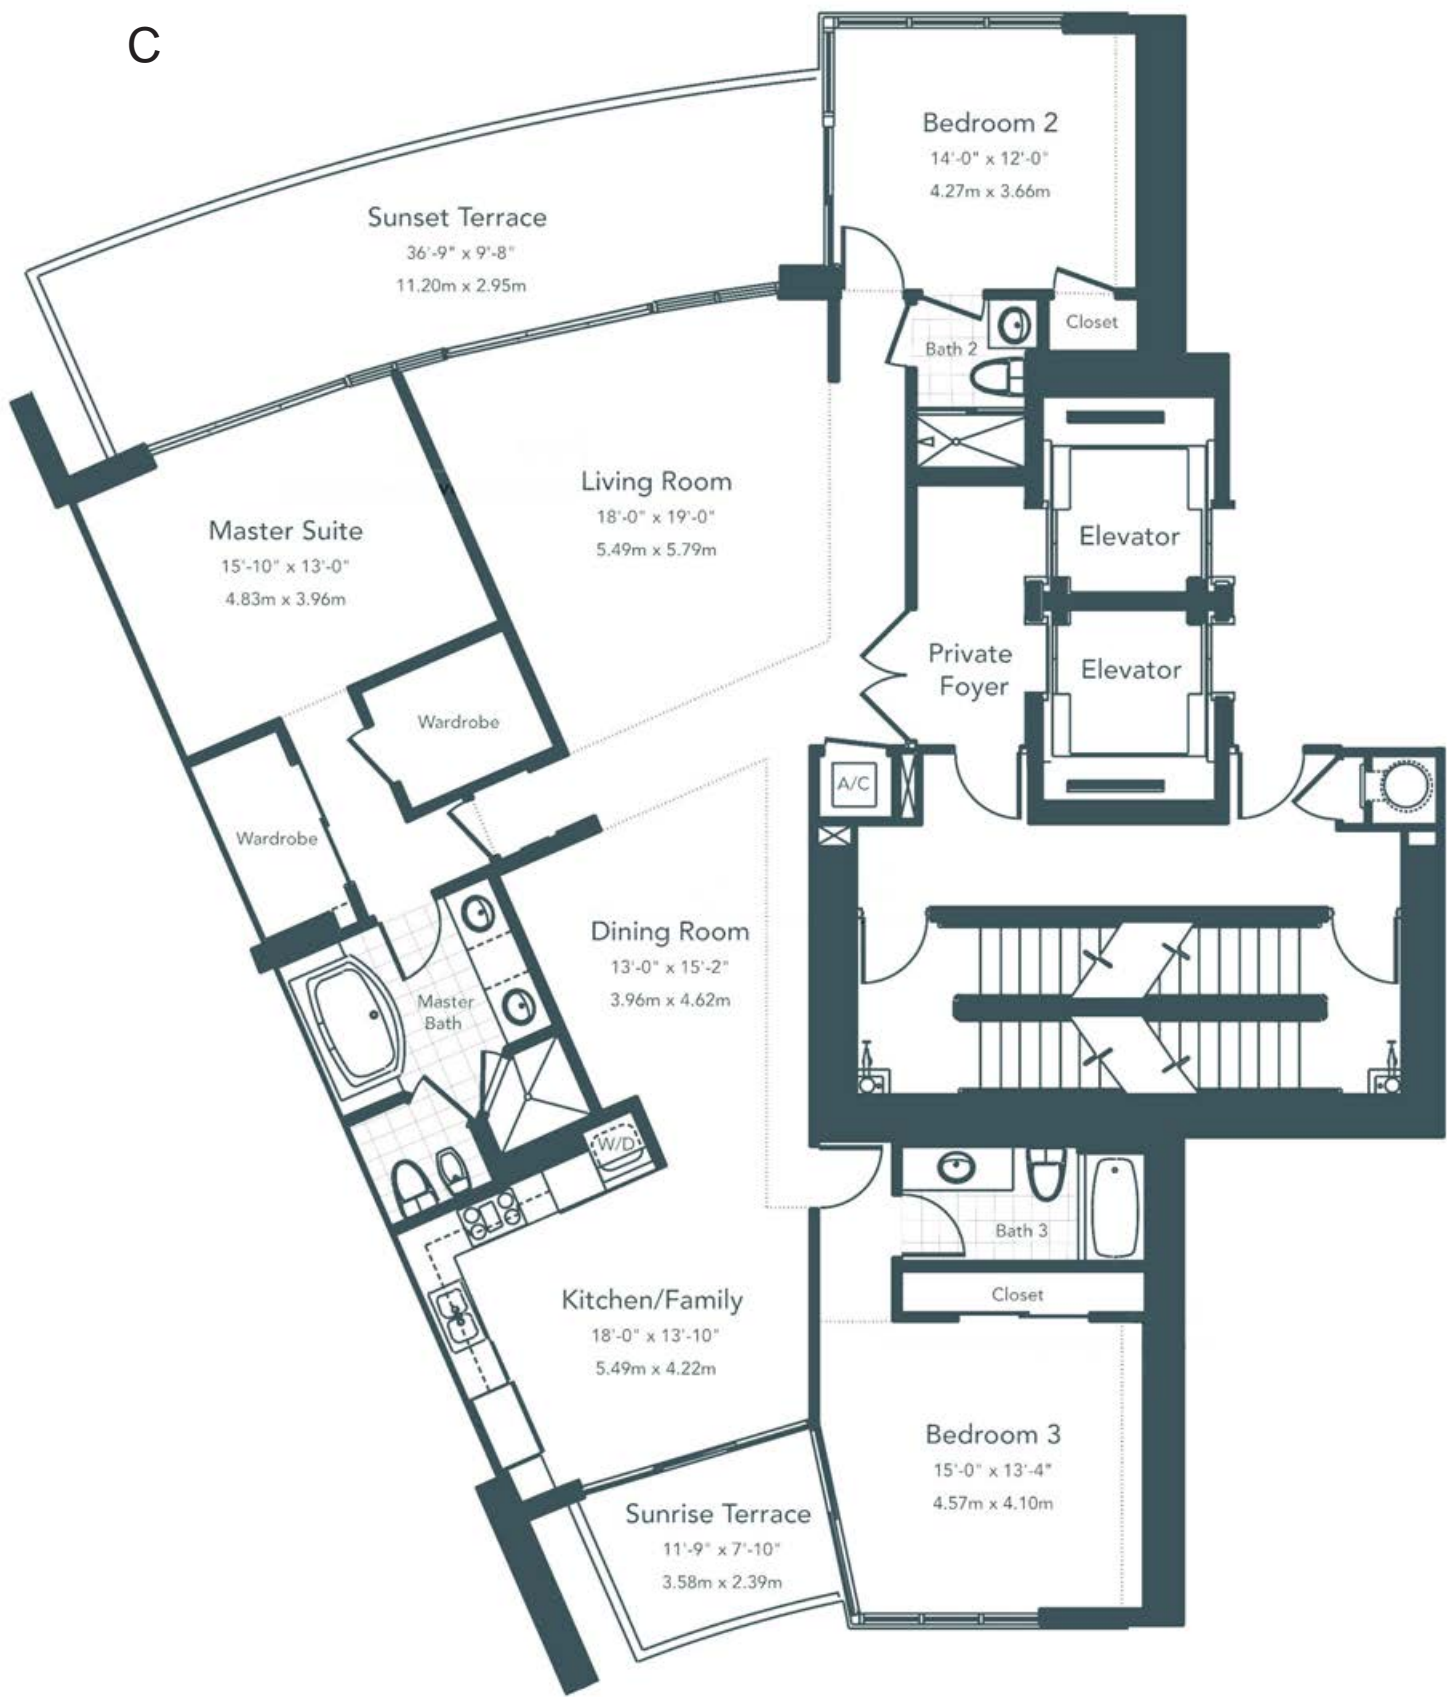 C
Bedroom 2
14'-0" x 12'-0"
4.27m x 3.66m
Sunset Terrace
36'-9" x 9'-8"
11.20m x 2.95m
Closet
Bath 2
Living Room
18'-0" x 19'-0"
5.49m x 5.79m
Master Suite
15'-10" x 13'-0"
4.83m x 3.96m
Elevator
Private
Foyer
Elevator
Wardrobe
A/C
Wardrobe
Dining Room
13'-0" x 15'-2"
3.96m x 4.62m
Master
Bath
W/D
Bath 3
Closet
Kitchen/Family
18'-0" x 13'-10"
5.49m x 4.22m
Bedroom 3
15'-0" x 13'-4"
4.57m x 4.10m
Sunrise Terrace
11'-9" x 7'-10"
3.58m x 2.39m